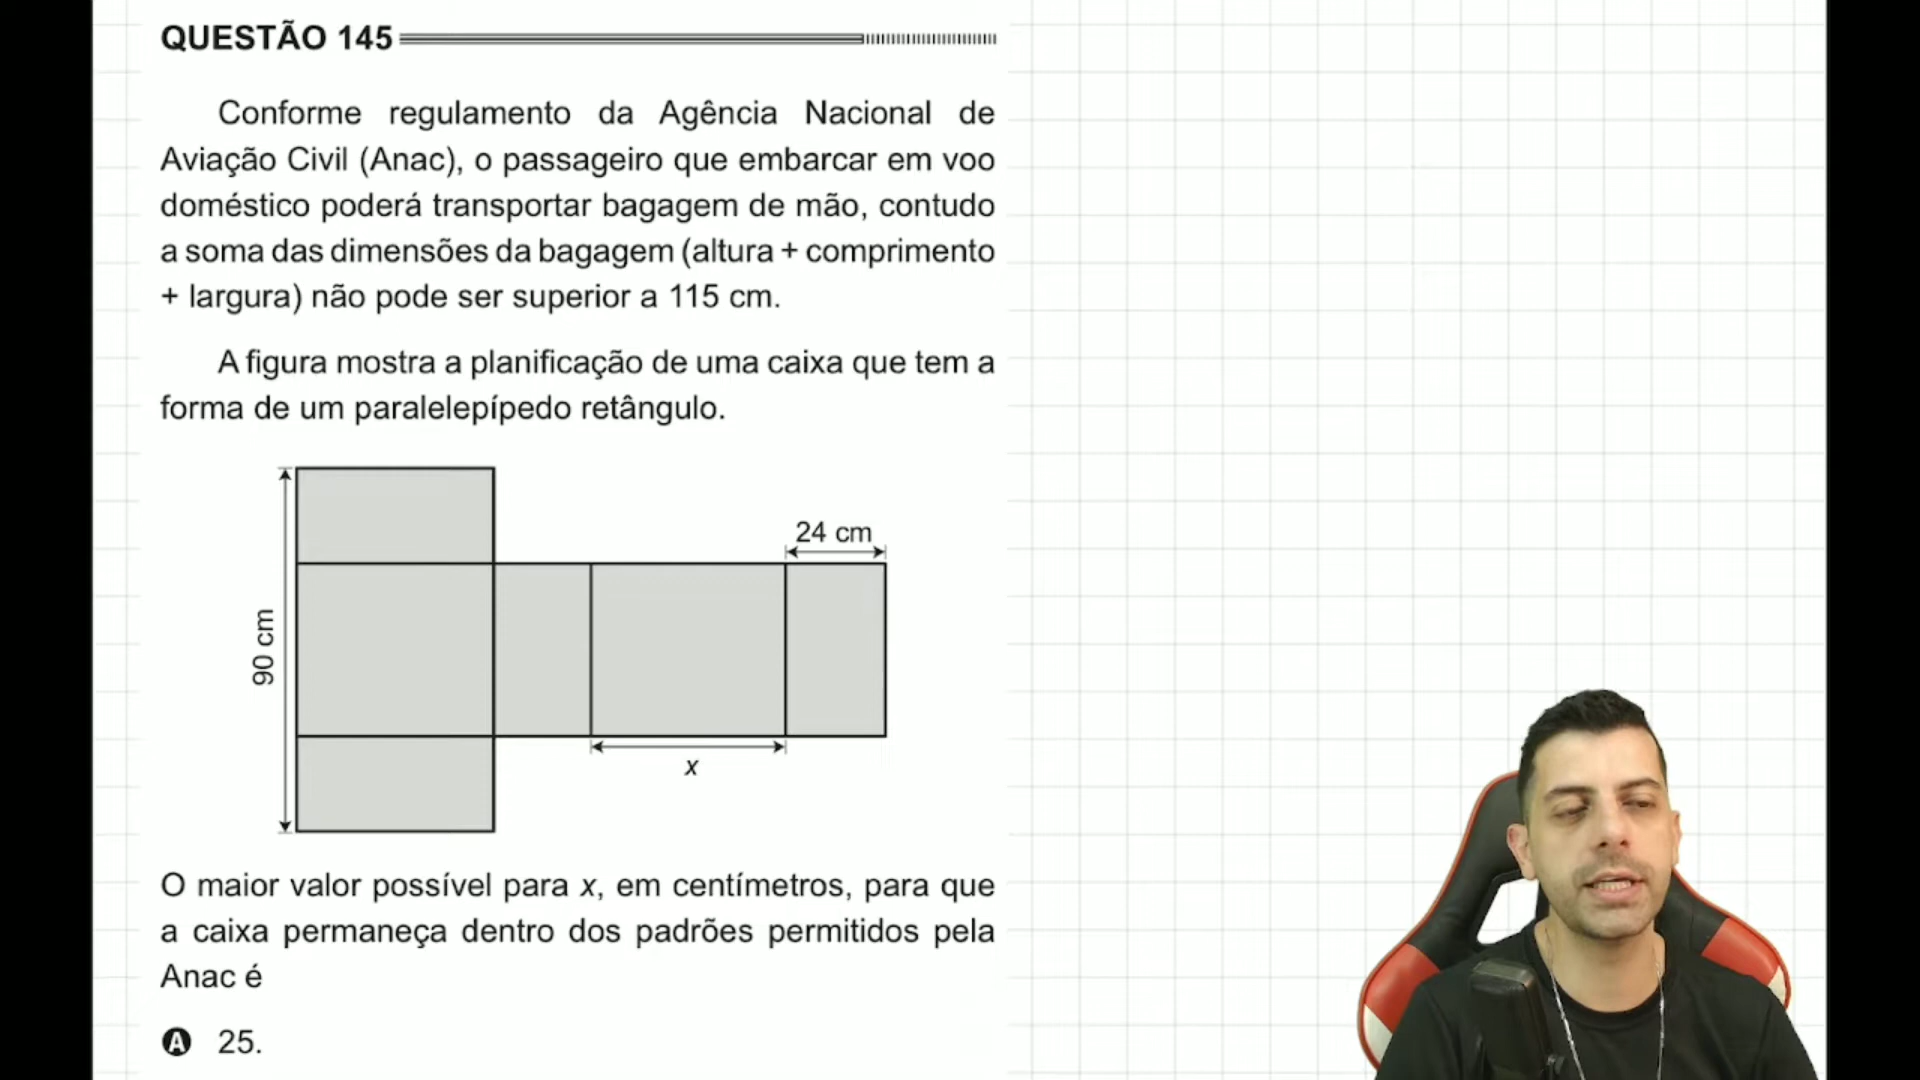 QUESTÃO 145
Conforme regulamento da Agência Nacional de
Aviação Civil (Anac), o passageiro que embarcar em voo
doméstico poderá transportar bagagem de mão, contudo
a soma das dimensões da bagagem (altura + comprimento
+ largura) não pode ser superior a 115 cm.
A figura mostra a planificação de uma caixa que tem a
forma de um paralelepípedo retângulo.
24 cm
90 cm
x
O maior valor possível para x, em centímetros, para que
a caixa permaneça dentro dos padrões permitidos pela
Anac é
A 25.